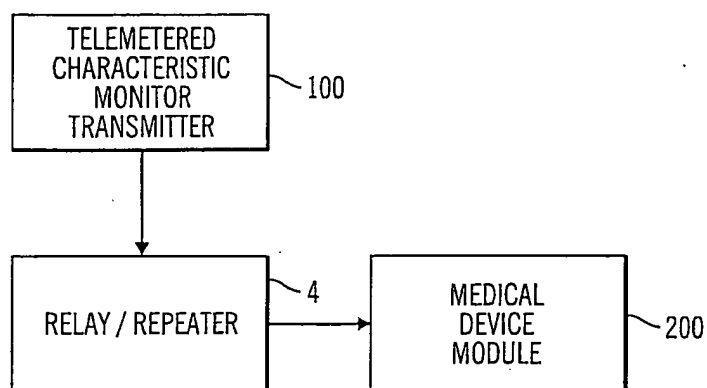 TELEMETERED
CHARACTERISTIC
MONITOR
TRANSMITTER
100
RELAY / REPEATER
4
MEDICAL
DEVICE
MODULE
200